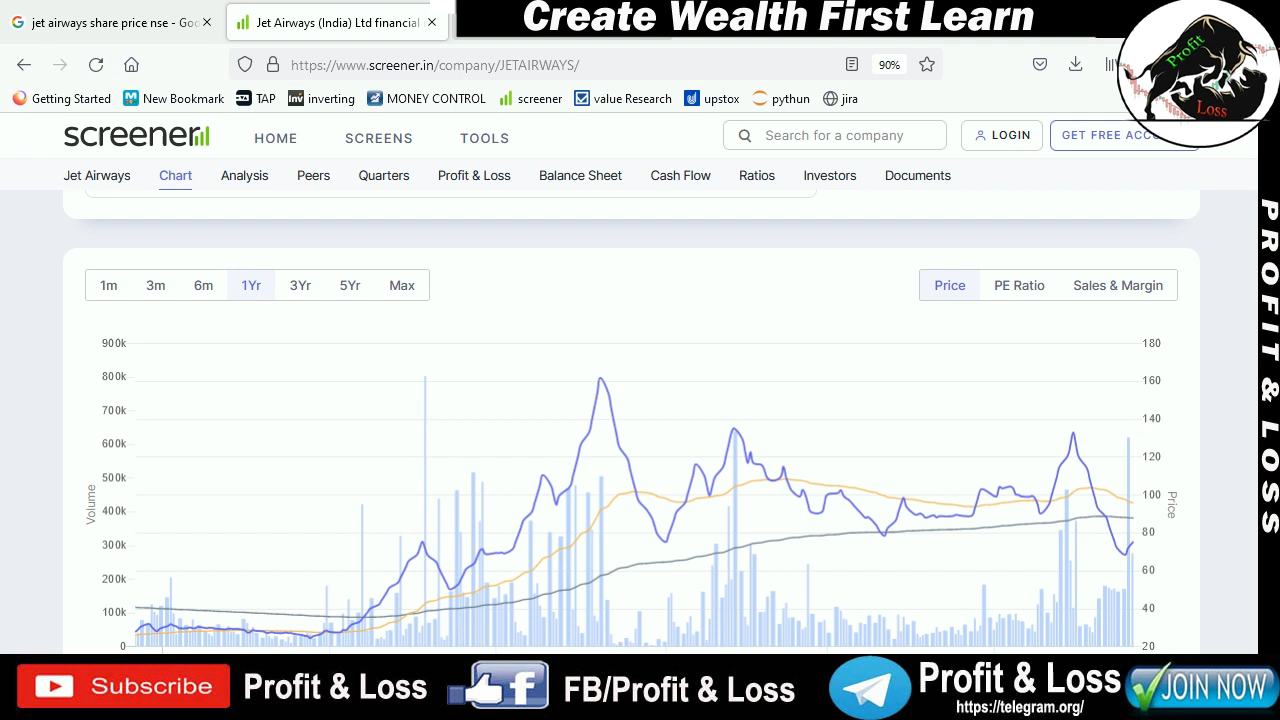 Create Wealth First Learn
jet airways share price nse - Goo
Jet Airways (India) Ltd financial
https://www.screener.in/company/JETAIRWAYS/
90%
Getting Started
New Bookmark
TAP
inverting
MONEYCONTROL
screener
value Research
upstox
pythun
jira
Profit
Loss
screener
HOME
SCREENS
TOOLS
Search for a company
LOGIN
GET FREE ACCO
Jet Airways
Chart
Analysis
Peers
Quarters
Profit & Loss
Balance Sheet
Cash Flow
Ratios
Investors
Documents
PROFIT & LOSS
1m
3m
6m
1Yr
3Yr
5Yr
Max
Price
PE Ratio
Sales & Margin
900k
800k
700k
600k
500k
400k
300k
200k
100k
0
Volume
180
160
140
120
100
80
60
40
20
Price
Subscribe
Profit & Loss
FB/Profit & Loss
Profit & Loss
https://telegram.org/
JOIN NOW